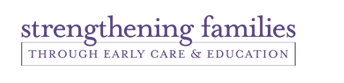 strengthening families
THROUGH EARLY CARE & EDUCATION